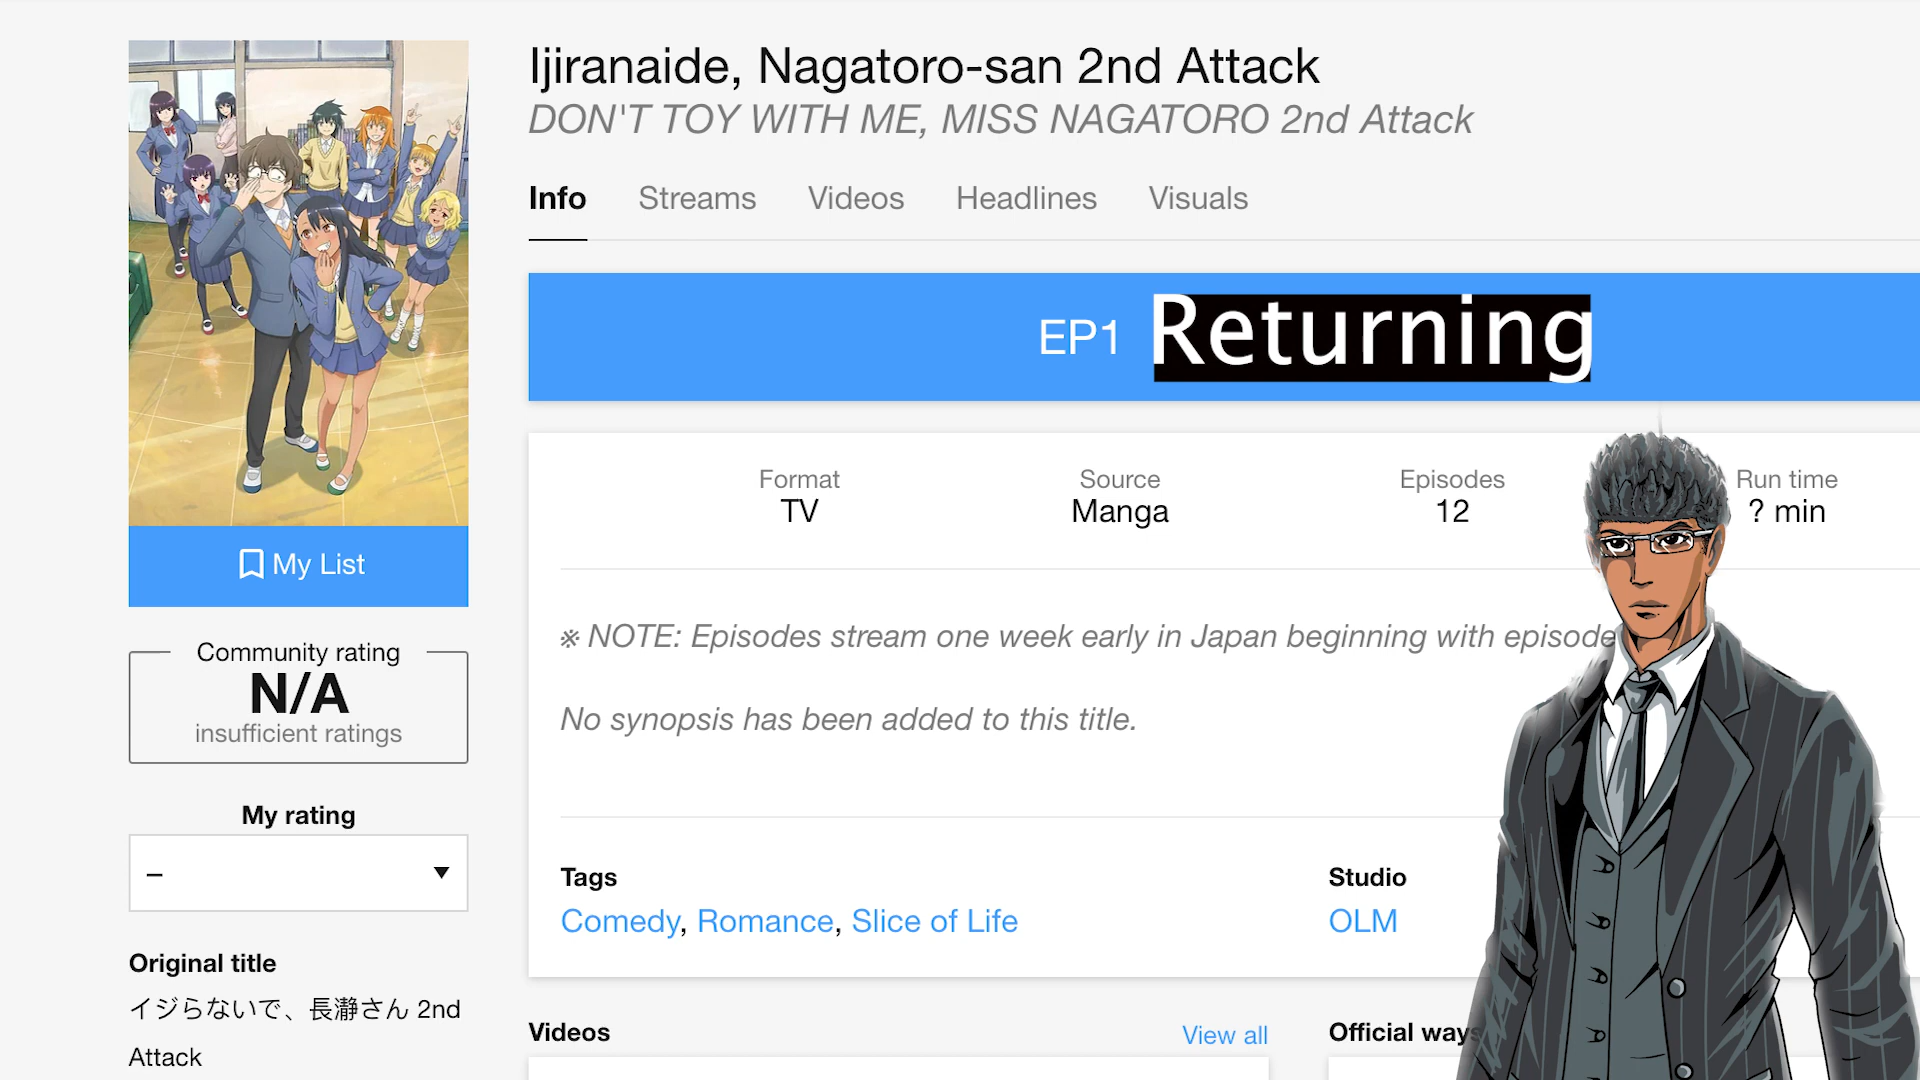 Ijiranaide, Nagatoro-san 2nd Attack
DON'T TOY WITH ME, MISS NAGATORO 2nd Attack
Info Streams Videos Headlines Visuals
EP1 Returning
Format Source Episodes Run time
TV Manga 12 ? min
※ NOTE: Episodes stream one week early in Japan beginning with episode
No synopsis has been added to this title.
Tags Studio
Comedy, Romance, Slice of Life OLM
Videos View all Official ways
My List
Community rating
N/A
insufficient ratings
My rating
–
Original title
イジらないで、長瀞さん 2nd
Attack